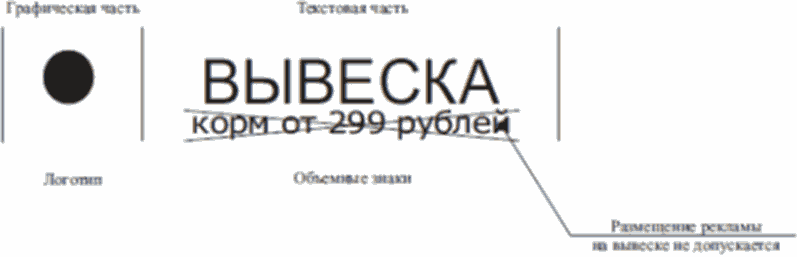 Графическая часть
Текстовая часть
ВЫВЕСКА
корм от 299 рублей
Логотип
Объемные знаки
Размещение рекламы
на вывеске не допускается